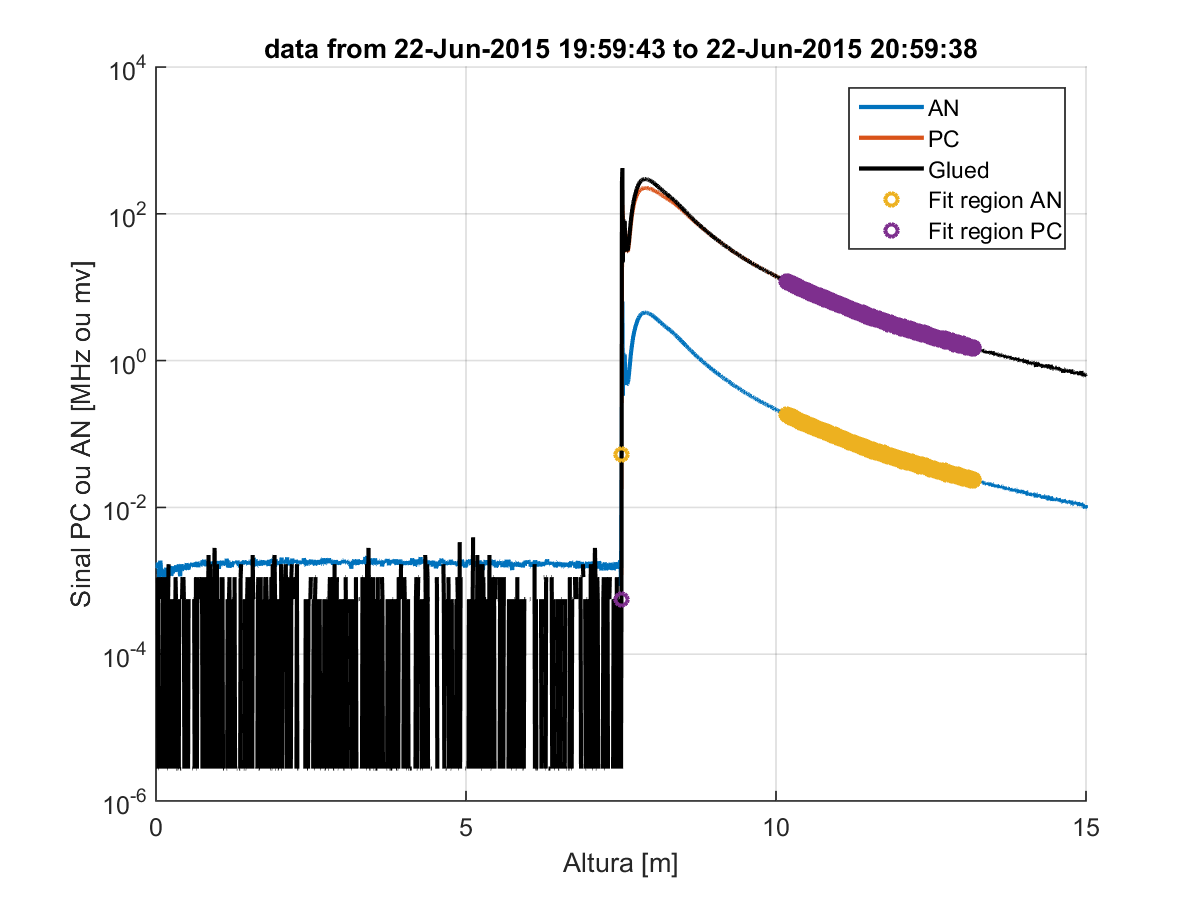 data from 22-Jun-2015 19:59:43 to 22-Jun-2015 20:59:38
10^4
AN
PC
Glued
Fit region AN
Fit region PC
10^2
10^0
10^-2
10^-4
10^-6
Sinal PC ou AN [MHz ou mv]
0
5
10
15
Altura [m]